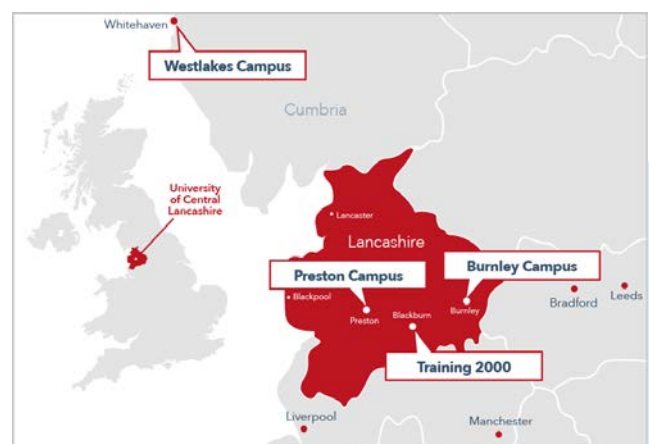 Whitehaven
Westlakes Campus
Cumbria
University
of Central
Lancashire
Lancaster
Lancashire
Preston Campus
Burnley Campus
Blackpool
Preston
Blackburn
Burnley
Bradford
Leeds
Training 2000
Liverpool
Manchester